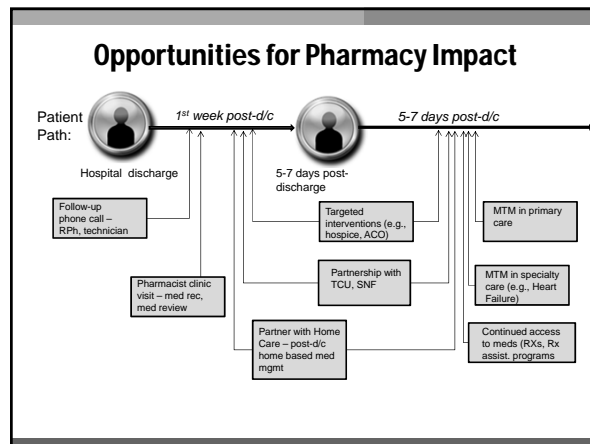 Opportunities for Pharmacy Impact
Patient
Path:
1st week post-d/c
5-7 days post-d/c
Hospital discharge
5-7 days post-
discharge
Follow-up
phone call –
RPh, technician
Targeted
interventions (e.g.,
hospice, ACO)
MTM in primary
care
Pharmacist clinic
visit – med rec,
med review
Partnership with
TCU, SNF
MTM in specialty
care (e.g., Heart
Failure)
Partner with Home
Care – post-d/c
home based med
mgmt
Continued access
to meds (RXs, Rx
assist. programs